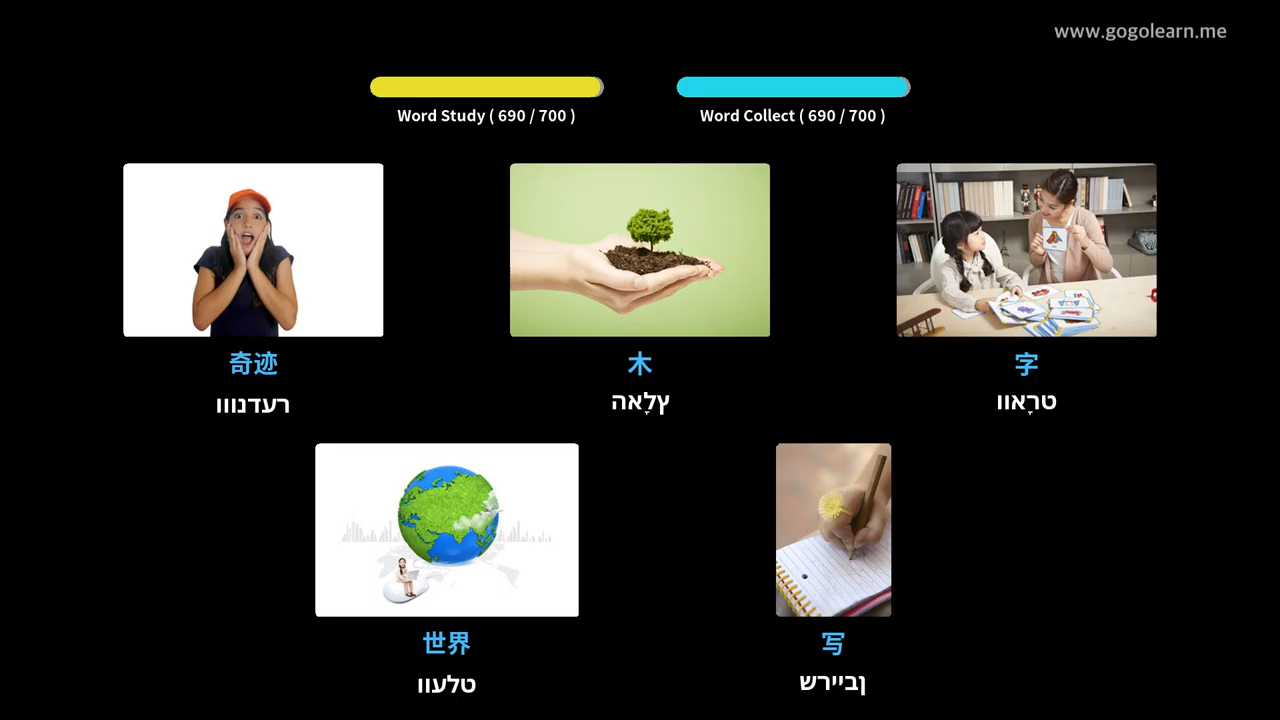 www.gogolearn.me
Word Study ( 690 / 700 )
Word Collect ( 690 / 700 )
奇迹
רעדנווו
木
ץלָאה
字
טרָאוו
世界
טלעוו
写
ןביירש